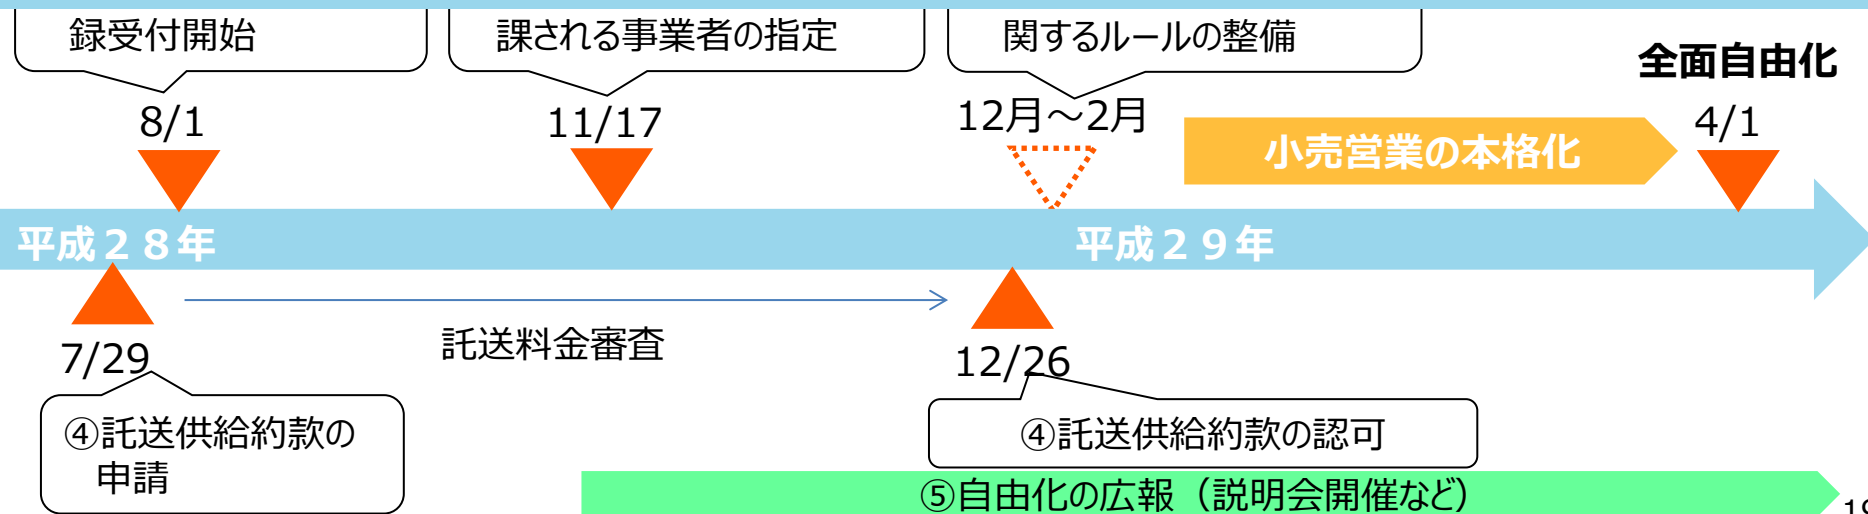 録受付開始
課される事業者の指定
関するルールの整備
全面自由化
8/1
11/17
12月～2月
4/1
小売営業の本格化
平成２８年
平成２９年
託送料金審査
7/29
12/26
④託送供給約款の
申請
④託送供給約款の認可
⑤自由化の広報（説明会開催など）